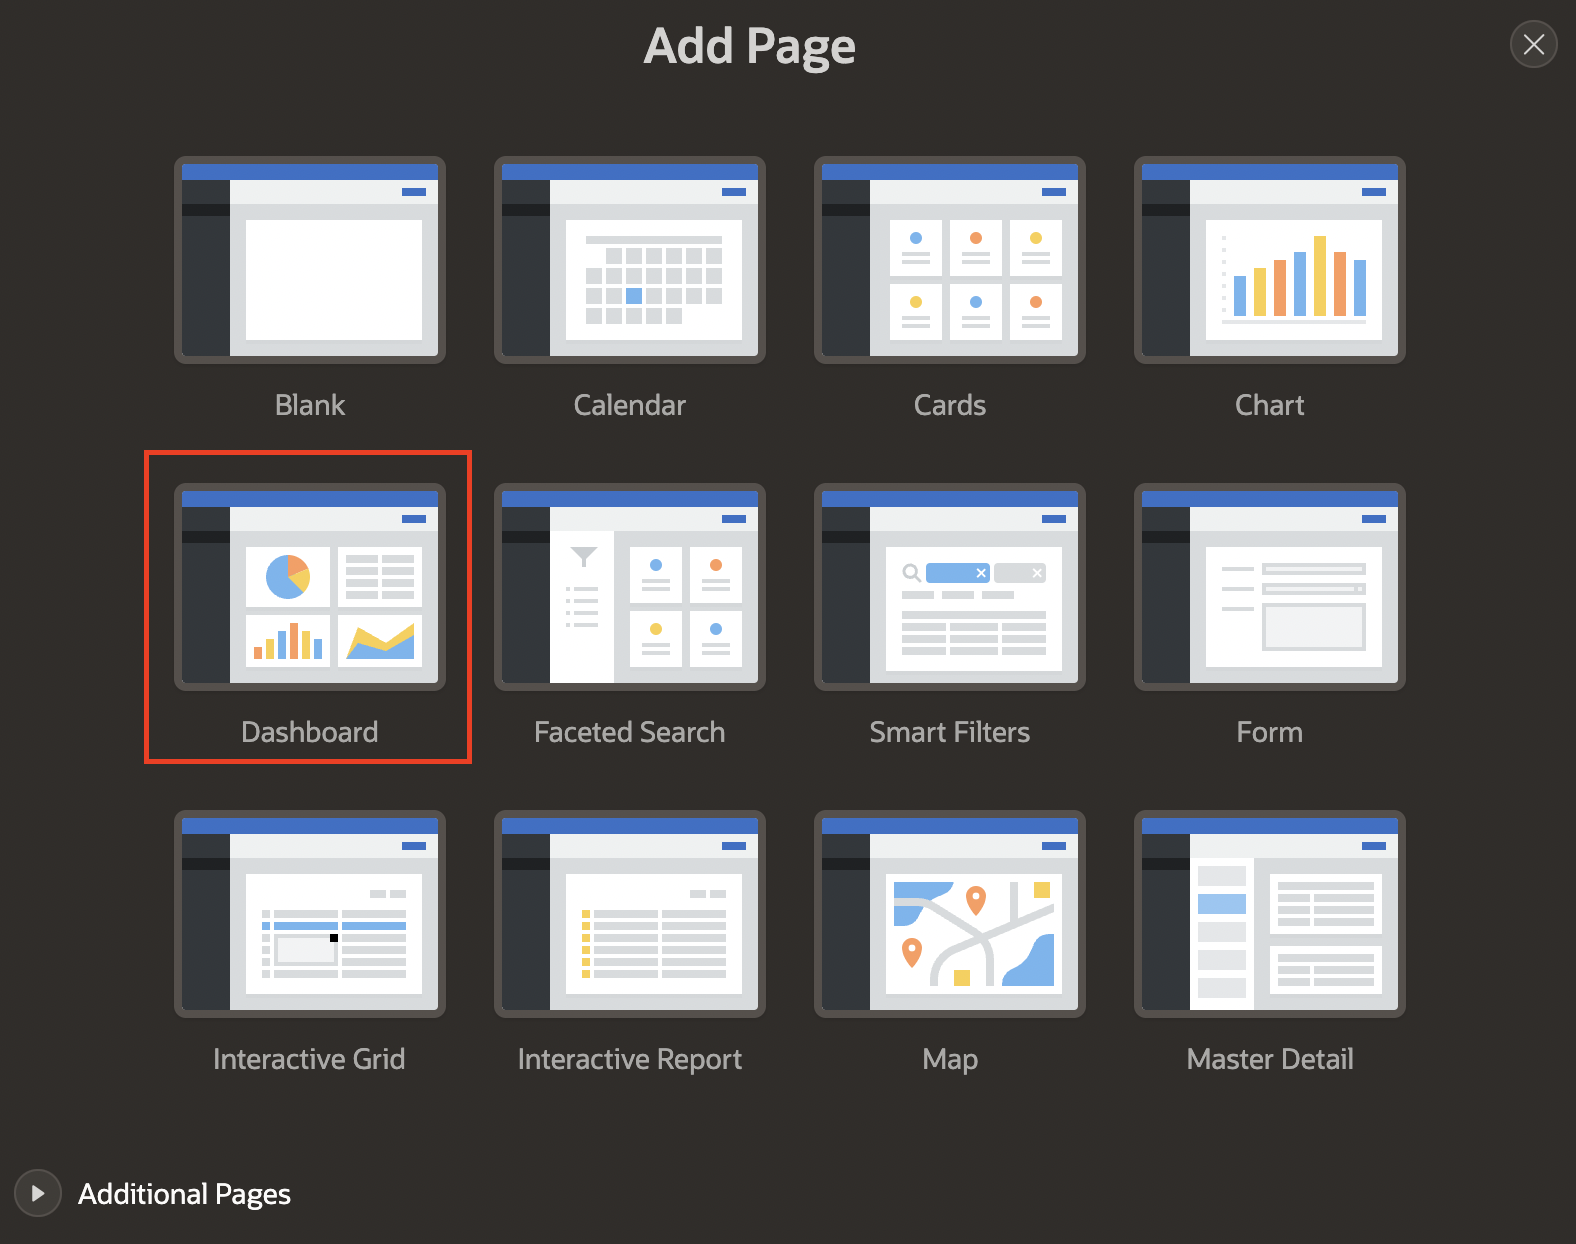 Add Page
Blank
Calendar
Cards
Chart
Dashboard
Faceted Search
Smart Filters
Form
Interactive Grid
Interactive Report
Map
Master Detail
Additional Pages